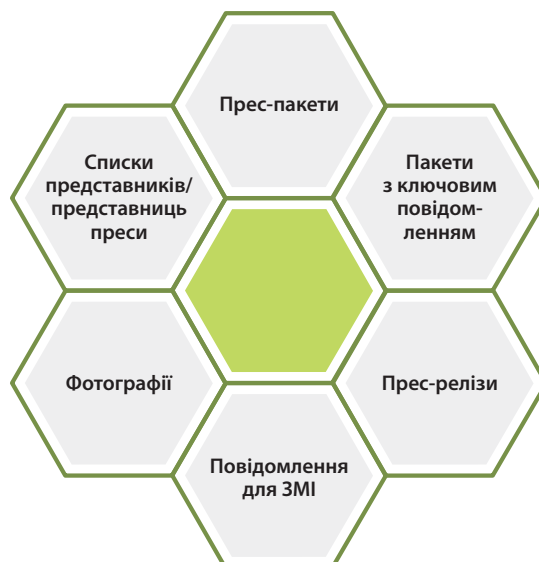 Прес-пакети
Списки
представників/
представниць
преси
Пакети
з ключовим
повідом-
ленням
Фотографії
Прес-релізи
Повідомлення
для ЗМІ